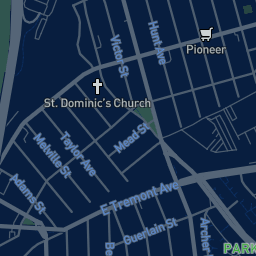 Victor St
Hunt Ave
Pioneer
St. Dominic's Church
Mead St
Taylor Ave
Melville St
Adams St
E Tremont Ave
Guerlain St
Be
Archer
PARK